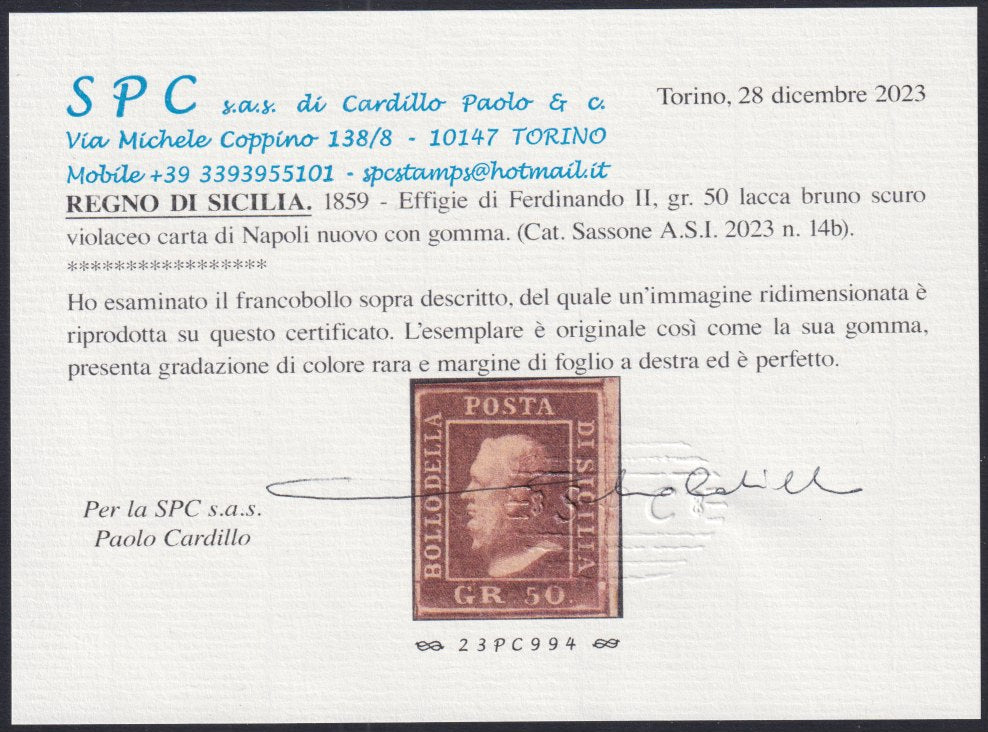 SPC s.a.s. di Cardillo Paolo & c.
Torino, 28 dicembre 2023
Via Michele Coppino 138/8 - 10147 TORINO
Mobile +39 3393955101 - spcstamps@hotmail.it
REGNO DI SICILIA. 1859 - Effigie di Ferdinando II, gr. 50 lacca bruno scuro
violaceo carta di Napoli nuovo con gomma. (Cat. Sassone A.S.I. 2023 n. 14b).
*****************
Ho esaminato il francobollo sopra descritto, del quale un'immagine ridimensionata è
riprodotta su questo certificato. L'esemplare è originale così come la sua gomma,
presenta gradazione di colore rara e margine di foglio a destra ed è perfetto.
POSTA
BOLLO DELLA
DI SICILIA
GR 50.
Per la SPC s.a.s.
Paolo Cardillo
23PC994